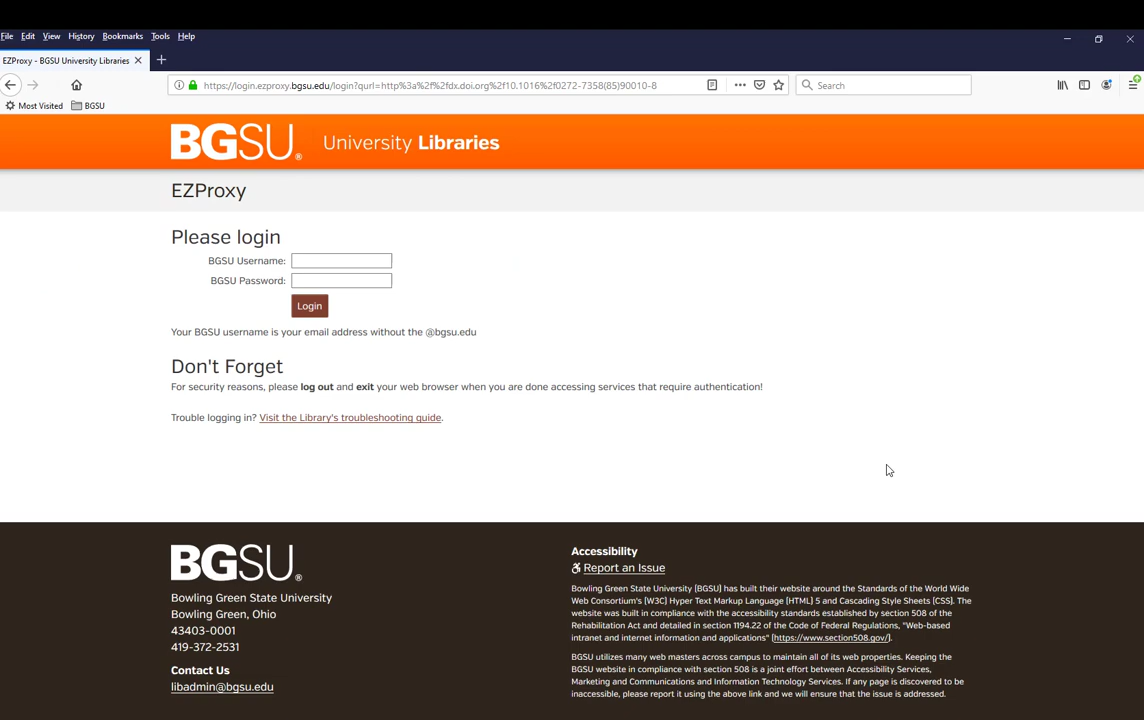 File Edit View History Bookmarks Tools Help
EZProxy - BGSU University Libraries
https://login.ezproxy.bgsu.edu/login?qurl=http%3a%2f%2fdx.doi.org%2f10.1016%2f0272-7358(85)90010-8
Search
Most Visited BGSU
BGSU® University Libraries
EZProxy
Please login
BGSU Username:
BGSU Password:
Login
Your BGSU username is your email address without the @bgsu.edu
Don't Forget
For security reasons, please log out and exit your web browser when you are done accessing services that require authentication!
Trouble logging in? Visit the Library's troubleshooting guide.
BGSU®
Bowling Green State University
Bowling Green, Ohio
43403-0001
419-372-2531
Contact Us
libadmin@bgsu.edu
Accessibility
Report an Issue
Bowling Green State University (BGSU) has built their website around the Standards of the World Wide
Web Consortium's (W3C) Hyper Text Markup Language (HTML) 5 and Cascading Style Sheets (CSS). The
website was built in compliance with the accessibility standards established by section 508 of the
Rehabilitation Act and detailed in section 1194.22 of the Code of Federal Regulations, "Web-based
intranet and internet information and applications" (https://www.section508.gov/).
BGSU utilizes many web masters across campus to maintain all of its web properties. Keeping the
BGSU website in compliance with section 508 is a joint effort between Accessibility Services,
Marketing and Communications and Information Technology Services. If any page is discovered to be
inaccessible, please report it using the above link and we will ensure that the issue is addressed.